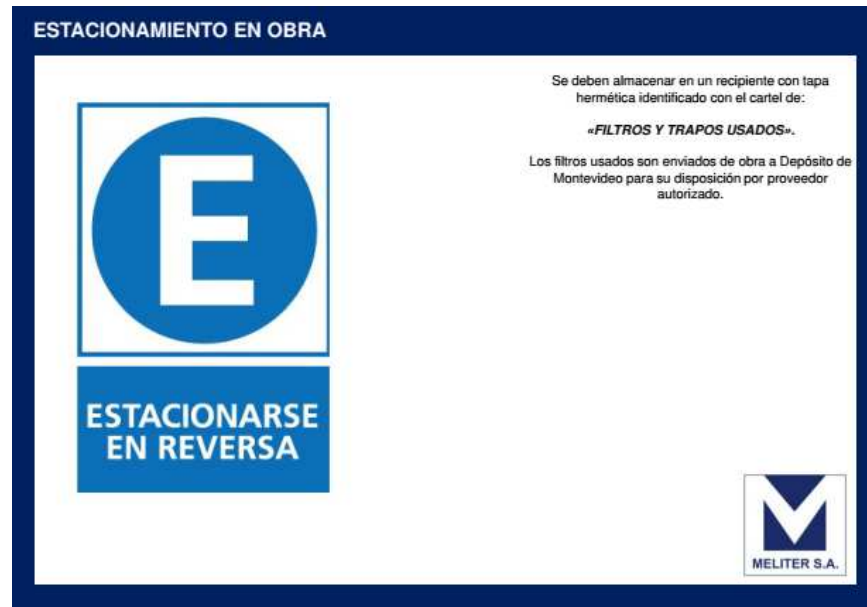 ESTACIONAMIENTO EN OBRA
E
ESTACIONARSE
EN REVERSA
Se deben almacenar en un recipiente con tapa
hermética identificado con el cartel de:
«FILTROS Y TRAPOS USADOS».
Los filtros usados son enviados de obra a Depósito de
Montevideo para su disposición por proveedor
autorizado.
MELITER S.A.